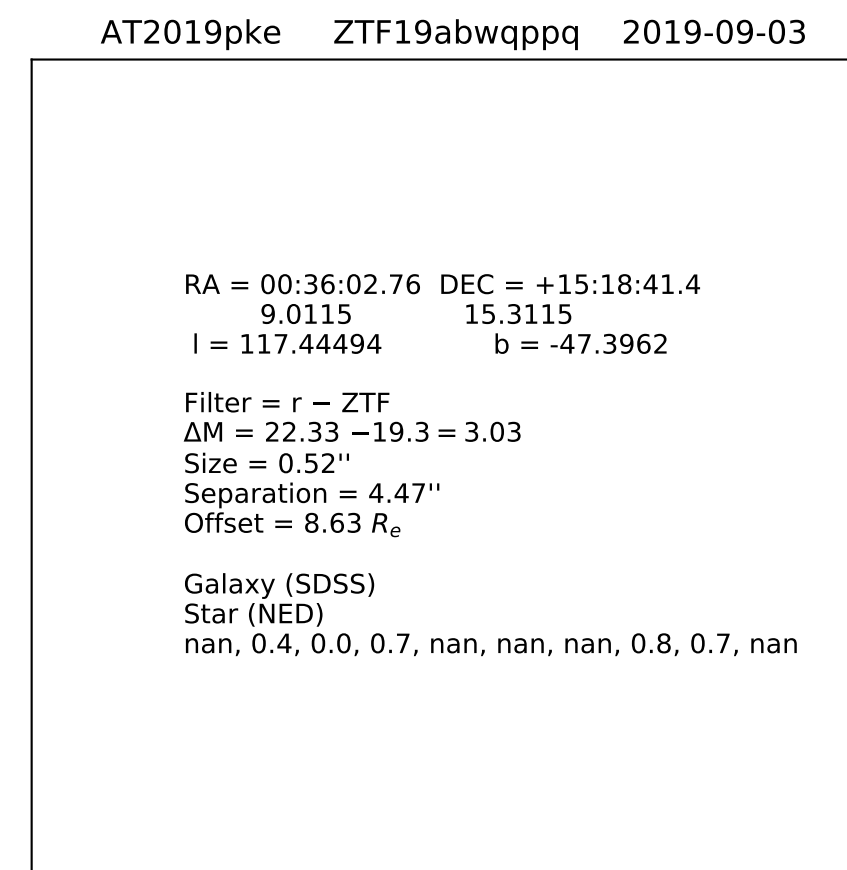 AT2019pke ZTF19abwqppq 2019-09-03
RA = 00:36:02.76 DEC = +15:18:41.4
9.0115 15.3115
l = 117.44494 b = -47.3962
Filter = r − ZTF
ΔM = 22.33 −19.3 = 3.03
Size = 0.52''
Separation = 4.47''
Offset = 8.63 Re
Galaxy (SDSS)
Star (NED)
nan, 0.4, 0.0, 0.7, nan, nan, nan, 0.8, 0.7, nan